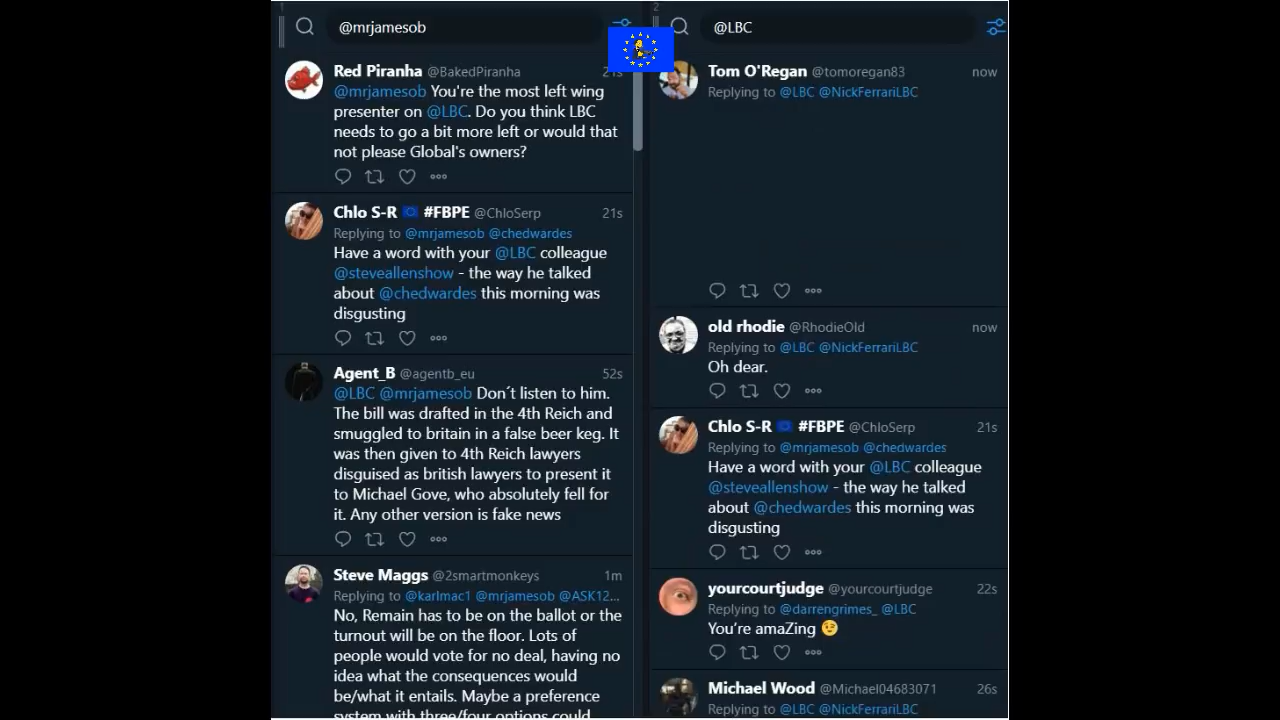 1
@mrjamesob
Red Piranha @BakedPiranha 21s
@mrjamesob You're the most left wing
presenter on @LBC. Do you think LBC
needs to go a bit more left or would that
not please Global's owners?
Chlo S-R #FBPE @ChloSerp 21s
Replying to @mrjamesob @chedwardes
Have a word with your @LBC colleague
@steveallenshow - the way he talked
about @chedwardes this morning was
disgusting
Agent_B @agentb_eu 52s
@LBC @mrjamesob Don´t listen to him.
The bill was drafted in the 4th Reich and
smuggled to britain in a false beer keg. It
was then given to 4th Reich lawyers
disguised as british lawyers to present it
to Michael Gove, who absolutely fell for
it. Any other version is fake news
Steve Maggs @2smartmonkeys 1m
Replying to @karlmac1 @mrjamesob @ASK12...
No, Remain has to be on the ballot or the
turnout will be on the floor. Lots of
people would vote for no deal, having no
idea what the consequences would
be/what it entails. Maybe a preference
system with three/four options could
2
@LBC
Tom O'Regan @tomoregan83 now
Replying to @LBC @NickFerrariLBC
old rhodie @RhodieOld now
Replying to @LBC @NickFerrariLBC
Oh dear.
Chlo S-R #FBPE @ChloSerp 21s
Replying to @mrjamesob @chedwardes
Have a word with your @LBC colleague
@steveallenshow - the way he talked
about @chedwardes this morning was
disgusting
yourcourtjudge @yourcourtjudge 22s
Replying to @darrengrimes_ @LBC
You're amaZing 😉
Michael Wood @Michael04683071 26s
Replying to @LBC @NickFerrariLBC